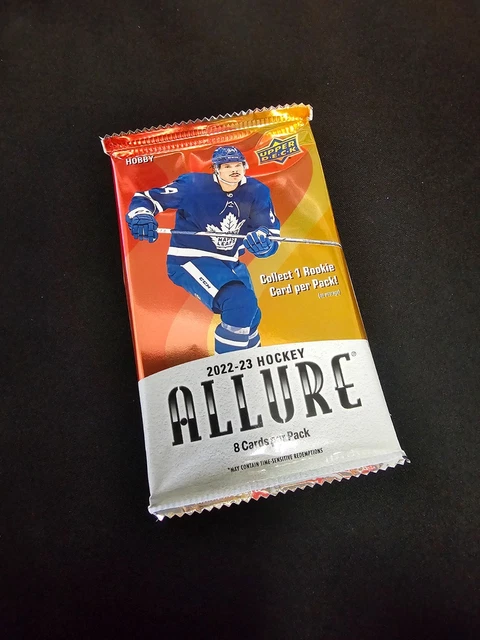 HOBBY
UPPER
DECK
Collect 1 Rookie
Card per Pack!
2022-23 HOCKEY
ALLURE®
8 Cards per Pack
*MAY CONTAIN TIME-SENSITIVE REDEMPTIONS